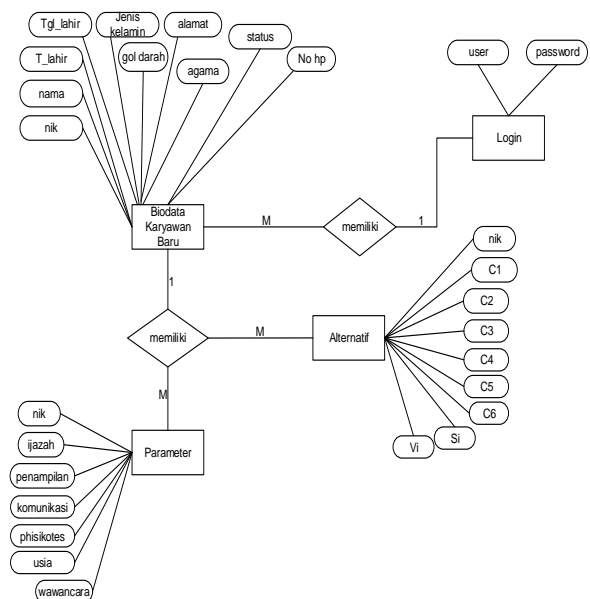 Tgl_lahir
Jenis
kelamin
alamat
status
T_lahir
gol darah
agama
No hp
nama
nik
user
password
Login
Biodata
Karyawan
Baru
M
memiliki
1
1
memiliki
M
Alternatif
nik
C1
C2
C3
C4
C5
C6
Si
Vi
M
Parameter
nik
ijazah
penampilan
komunikasi
phisikotes
usia
wawancara